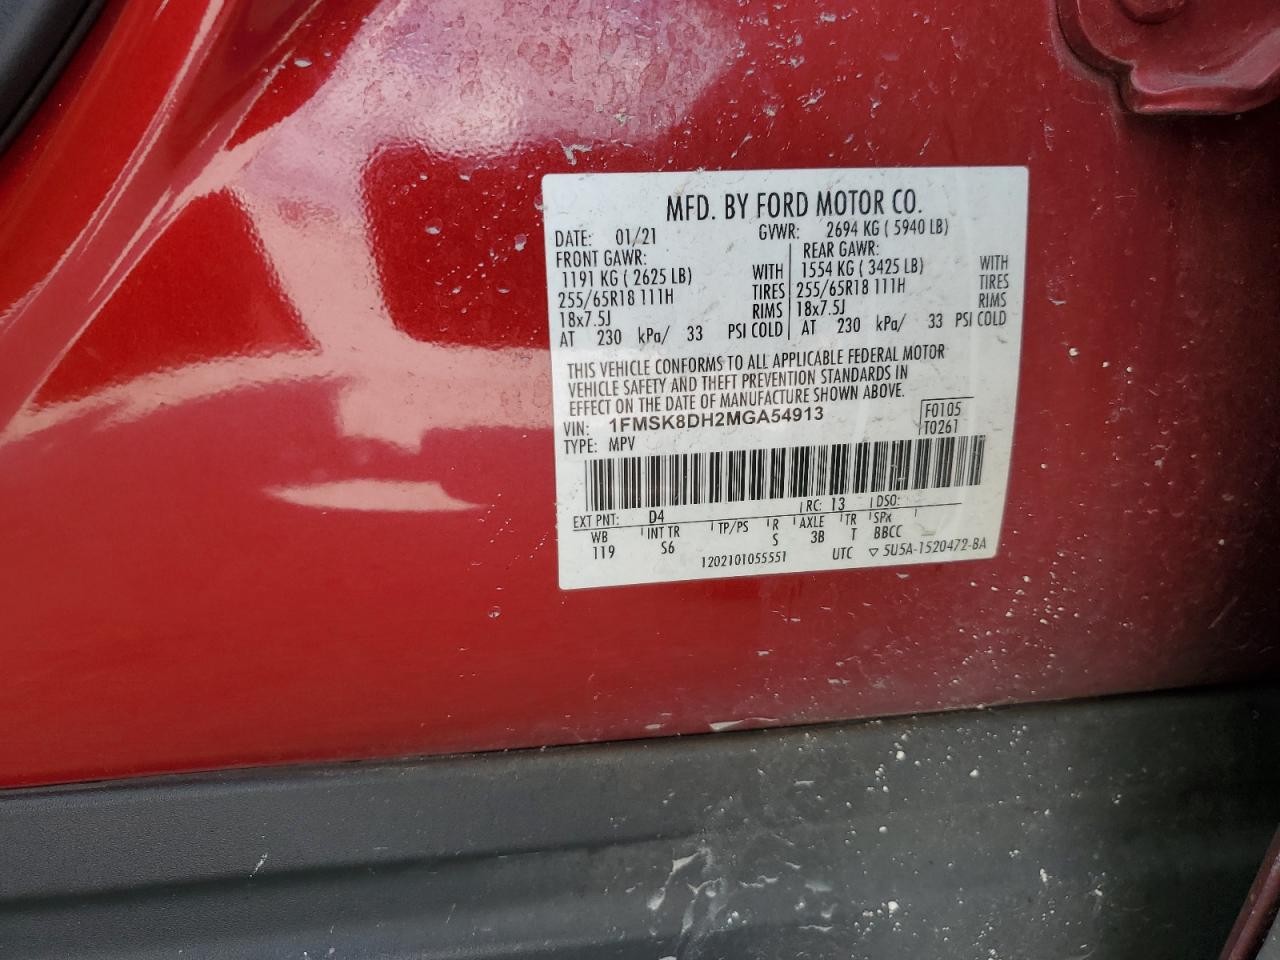 MFD. BY FORD MOTOR CO.
DATE: 01/21 GVWR: 2694 KG ( 5940 LB)
FRONT GAWR: REAR GAWR:
1191 KG ( 2625 LB) WITH 1554 KG ( 3425 LB) WITH
255/65R18 111H TIRES 255/65R18 111H TIRES
18x7.5J RIMS 18x7.5J RIMS
AT 230 kPa/ 33 PSI COLD AT 230 kPa/ 33 PSI COLD
THIS VEHICLE CONFORMS TO ALL APPLICABLE FEDERAL MOTOR
VEHICLE SAFETY AND THEFT PREVENTION STANDARDS IN
EFFECT ON THE DATE OF MANUFACTURE SHOWN ABOVE.
VIN: 1FMSK8DH2MGA54913 F0105
TYPE: MPV T0261
EXT PNT: D4 RC: 13 DSO:
WB INT TR TP/PS R AXLE TR SPR
119 S6 S 3B T BBCC
1202101055551 UTC ▽ 5U5A-1520472-BA